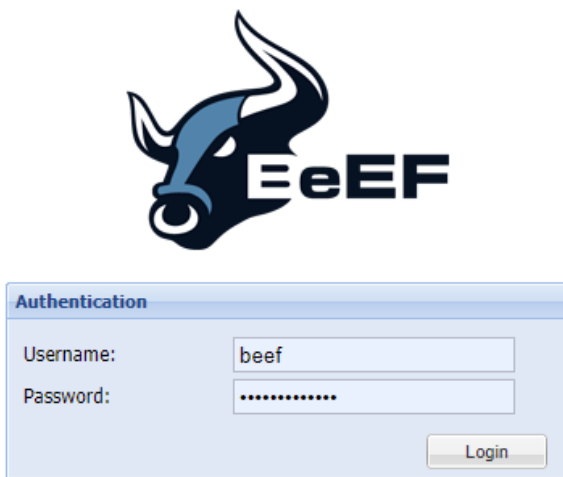 BeEF
Authentication
Username: beef
Password: •••••••••••••
Login